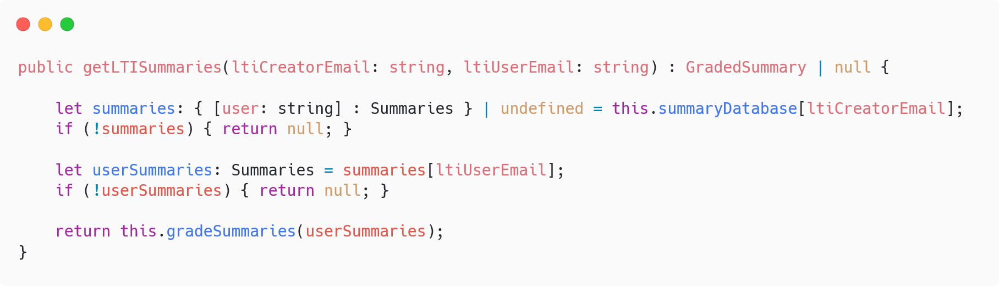 public getLTISummaries(ltiCreatorEmail: string, ltiUserEmail: string) : GradedSummary | null {
let summaries: { [user: string] : Summaries } | undefined = this.summaryDatabase[ltiCreatorEmail];
if (!summaries) { return null; }
let userSummaries: Summaries = summaries[ltiUserEmail];
if (!userSummaries) { return null; }
return this.gradeSummaries(userSummaries);
}